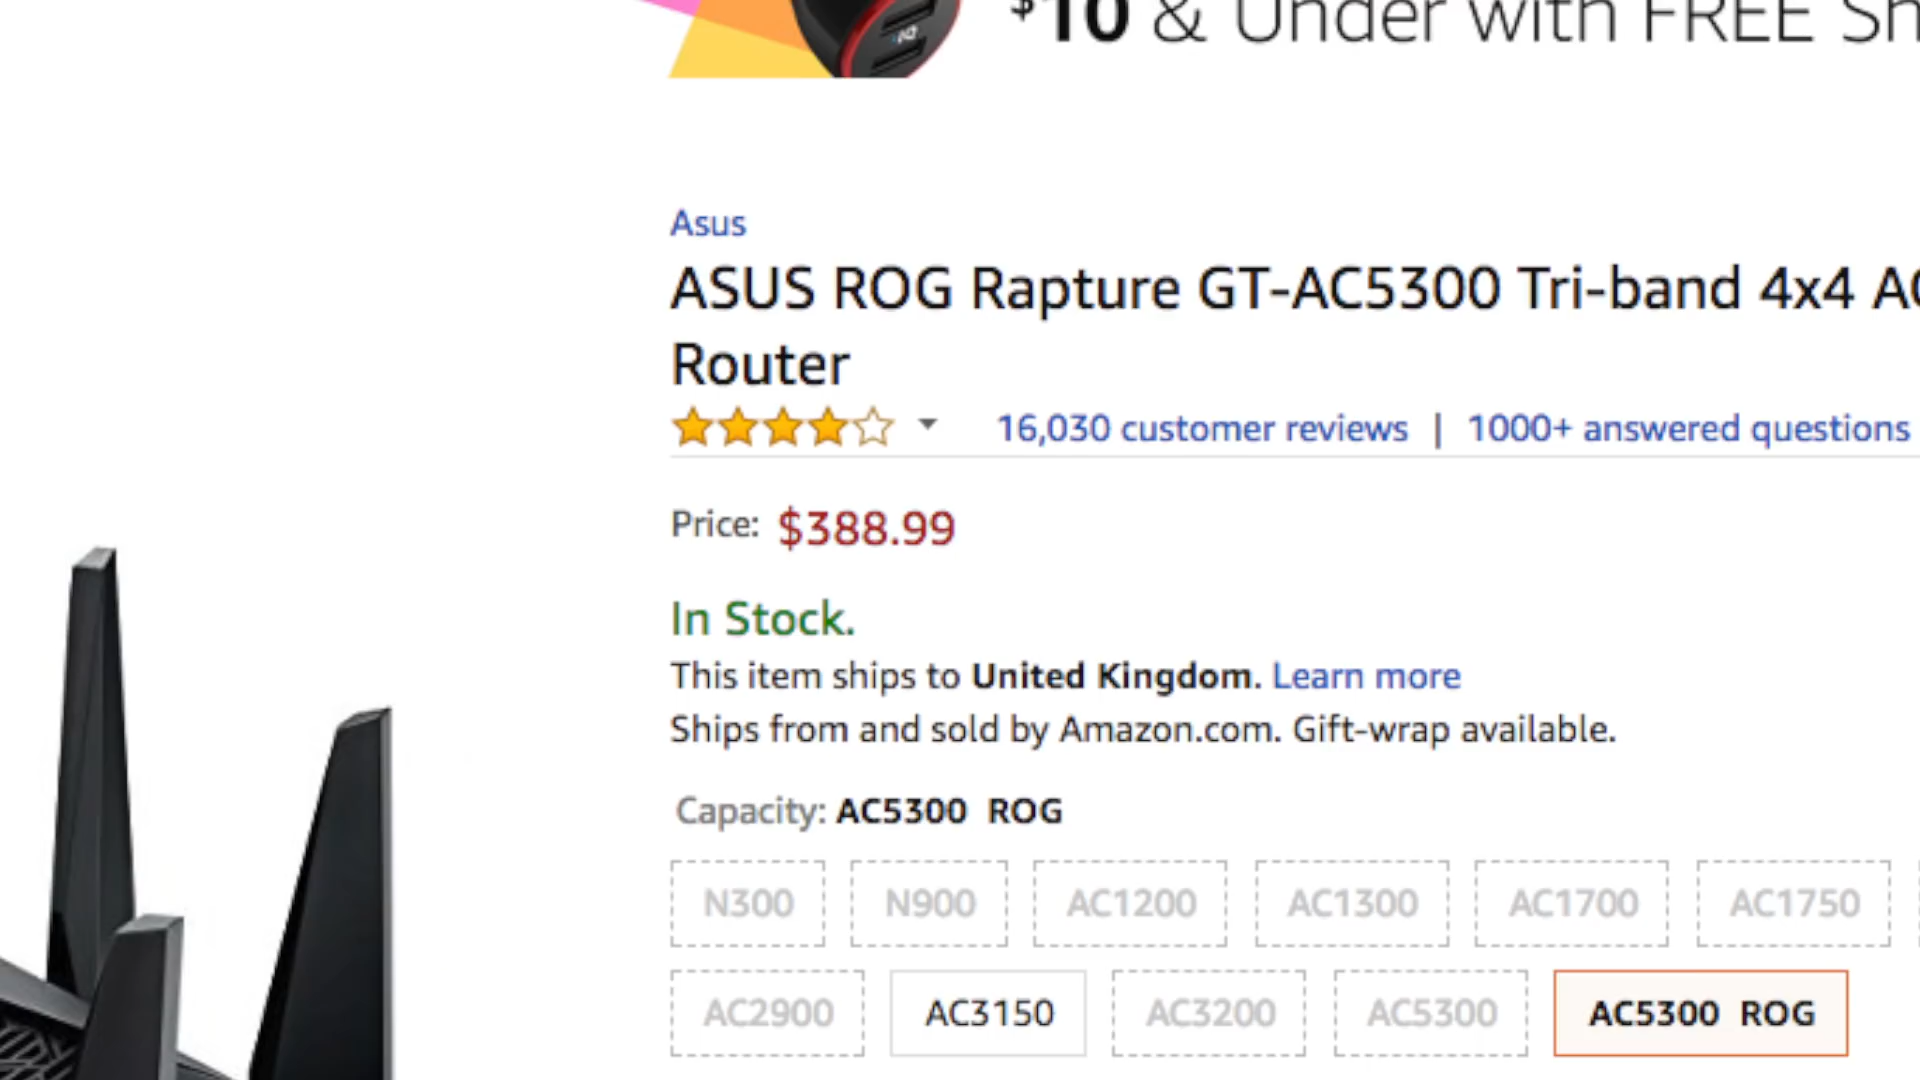 $10 & Under with FREE
Asus
ASUS ROG Rapture GT-AC5300 Tri-band 4x4
Router
16,030 customer reviews | 1000+ answered questions
Price: $388.99
In Stock.
This item ships to United Kingdom. Learn more
Ships from and sold by Amazon.com. Gift-wrap available.
Capacity: AC5300 ROG
N300 N900 AC1200 AC1300 AC1700 AC1750
AC2900 AC3150 AC3200 AC5300 AC5300 ROG